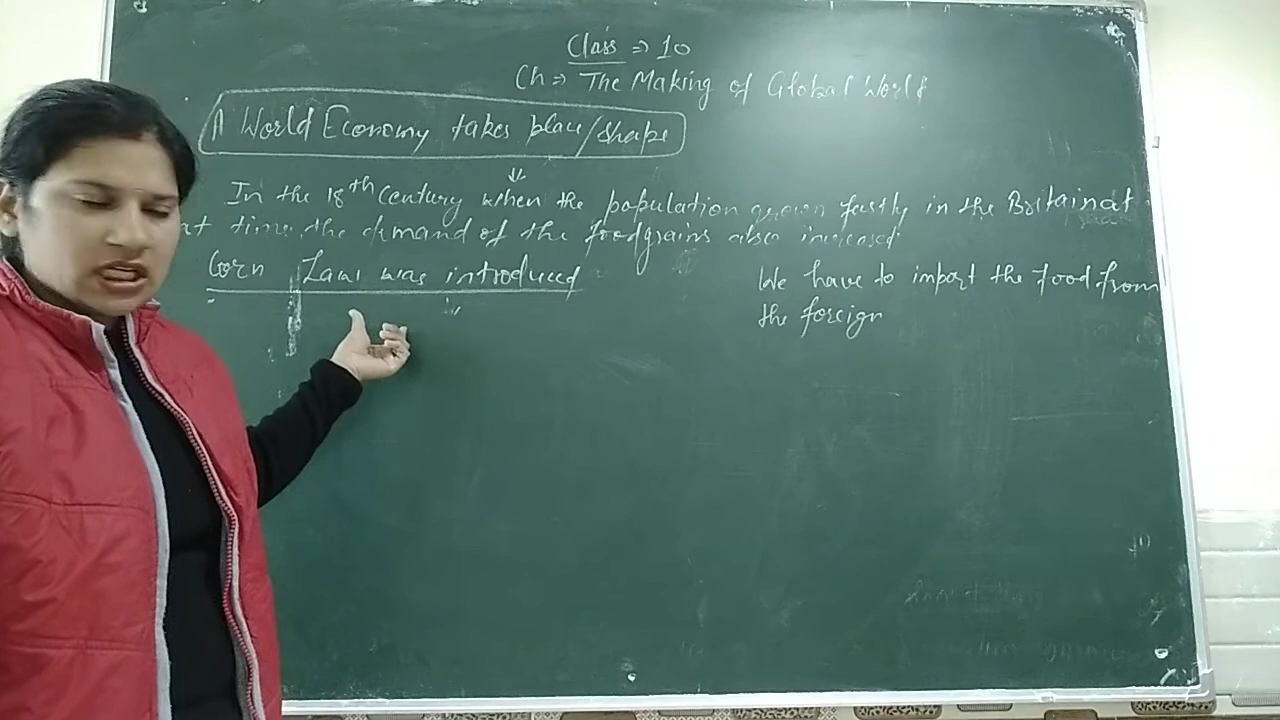 Class ⇒ 10
Ch ⇒ The Making of Global World
A World Economy takes place/shape
In the 18th Century when the population grown fastly in the Britain at
at time, the demand of the foodgrains also increased
Corn Laws was introduced
We have to import the food from
the foreign